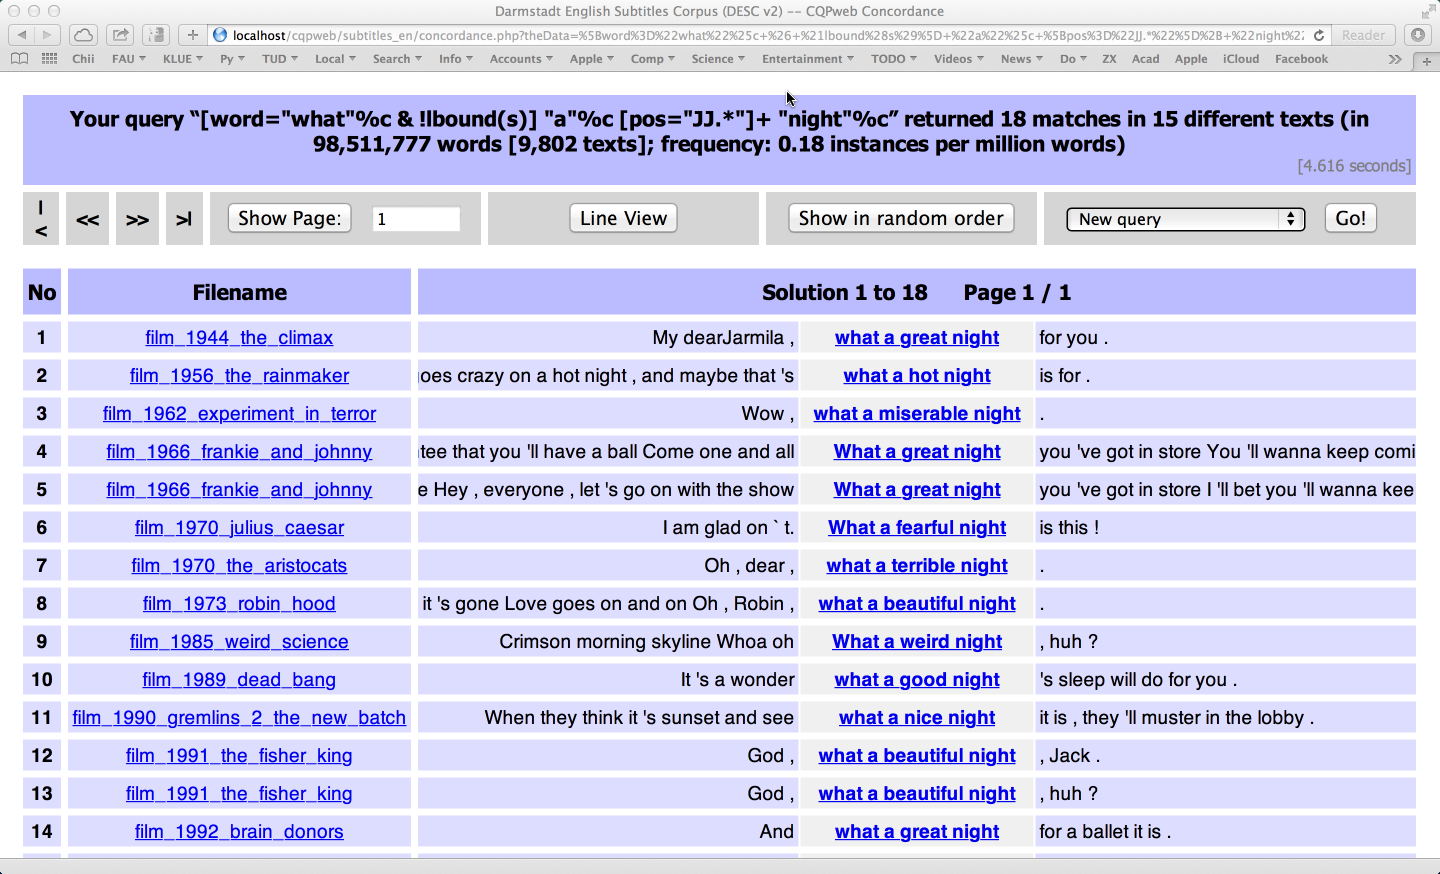 Darmstadt English Subtitles Corpus (DESC v2) -- CQPweb Concordance
localhost/cqpweb/subtitles_en/concordance.php?theData=%5Bword%3D%22what%22%25c+%26+%21lbound%28s%29%5D+%22a%22%25c+%5Bpos%3D%22JJ.*%22%5D%2B+%22night%22% Reader
Chii FAU KLUE Py TUD Local Search Info Accounts Apple Comp Science Entertainment TODO Videos News Do ZX Acad Apple iCloud Facebook >> +
Your query “[word="what"%c & !lbound(s)] "a"%c [pos="JJ.*"]+ "night"%c” returned 18 matches in 15 different texts (in
98,511,777 words [9,802 texts]; frequency: 0.18 instances per million words)
[4.616 seconds]
|< << >> >| Show Page: 1 Line View Show in random order New query Go!
No Filename Solution 1 to 18 Page 1 / 1
1 film_1944_the_climax My dearJarmila , what a great night for you .
2 film_1956_the_rainmaker goes crazy on a hot night , and maybe that 's what a hot night is for .
3 film_1962_experiment_in_terror Wow , what a miserable night .
4 film_1966_frankie_and_johnny tee that you 'll have a ball Come one and all What a great night you 've got in store You 'll wanna keep comi
5 film_1966_frankie_and_johnny e Hey , everyone , let 's go on with the show What a great night you 've got in store I 'll bet you 'll wanna kee
6 film_1970_julius_caesar I am glad on ` t. What a fearful night is this !
7 film_1970_the_aristocats Oh , dear , what a terrible night .
8 film_1973_robin_hood it 's gone Love goes on and on Oh , Robin , what a beautiful night .
9 film_1985_weird_science Crimson morning skyline Whoa oh What a weird night , huh ?
10 film_1989_dead_bang It 's a wonder what a good night 's sleep will do for you .
11 film_1990_gremlins_2_the_new_batch When they think it 's sunset and see what a nice night it is , they 'll muster in the lobby .
12 film_1991_the_fisher_king God , what a beautiful night , Jack .
13 film_1991_the_fisher_king God , what a beautiful night , huh ?
14 film_1992_brain_donors And what a great night for a ballet it is .